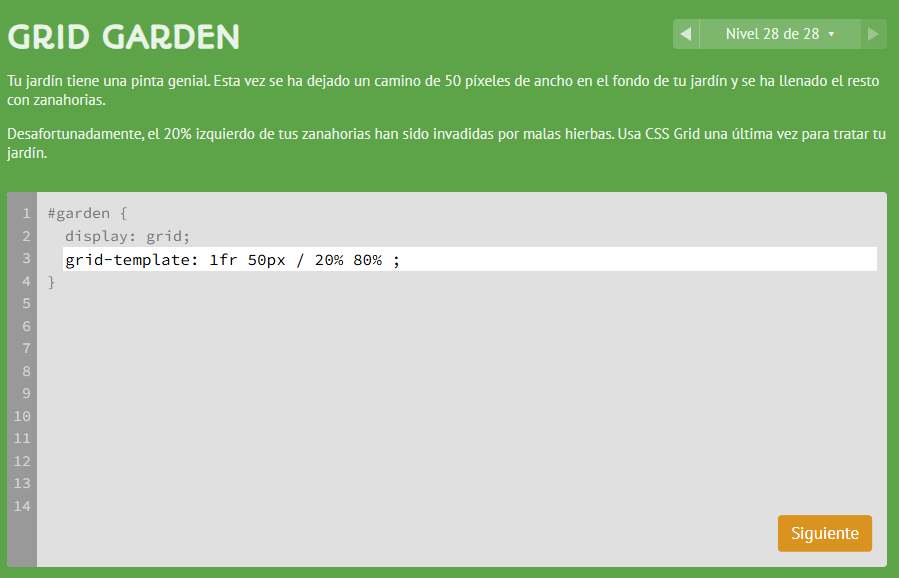 GRID GARDEN
◀ Nivel 28 de 28 ▾ ▶
Tu jardín tiene una pinta genial. Esta vez se ha dejado un camino de 50 píxeles de ancho en el fondo de tu jardín y se ha llenado el resto
con zanahorias.
Desafortunadamente, el 20% izquierdo de tus zanahorias han sido invadidas por malas hierbas. Usa CSS Grid una última vez para tratar tu
jardín.
1 #garden {
2 display: grid;
3 grid-template: 1fr 50px / 20% 80% ;
4 }
5
6
7
8
9
10
11
12
13
14
Siguiente